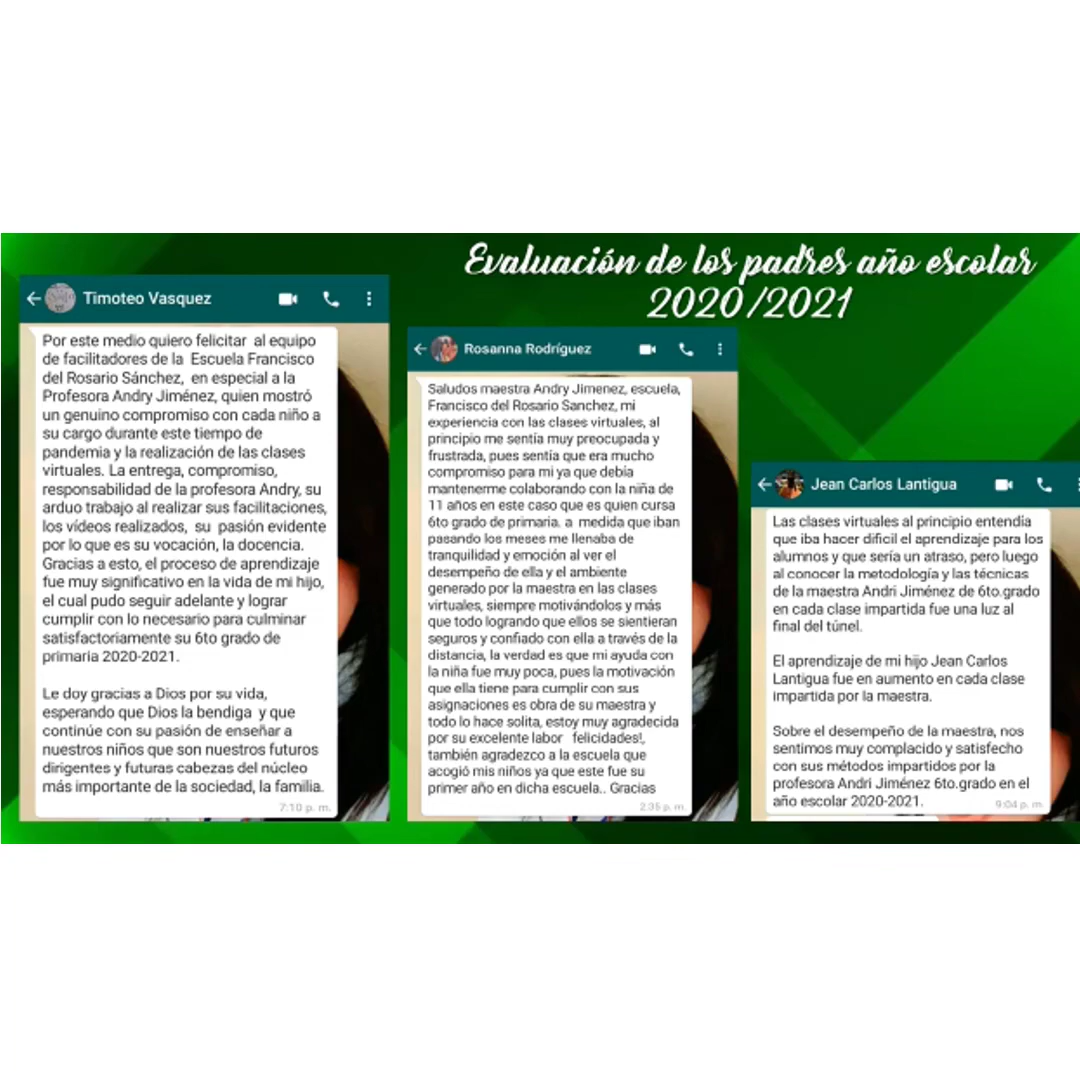 Evaluación de los padres año escolar
2020/2021
Timoteo Vasquez
Por este medio quiero felicitar al equipo
de facilitadores de la Escuela Francisco
del Rosario Sánchez, en especial a la
Profesora Andry Jiménez, quien mostró
un genuino compromiso con cada niño a
su cargo durante este tiempo de
pandemia y la realización de las clases
virtuales. La entrega, compromiso,
responsabilidad de la profesora Andry, su
arduo trabajo al realizar sus facilitaciones,
los vídeos realizados, su pasión evidente
por lo que es su vocación, la docencia.
Gracias a esto, el proceso de aprendizaje
fue muy significativo en la vida de mi hijo,
el cual pudo seguir adelante y lograr
cumplir con lo necesario para culminar
satisfactoriamente su 6to grado de
primaria 2020-2021.
Le doy gracias a Dios por su vida,
esperando que Dios la bendiga y que
continúe con su pasión de enseñar a
nuestros niños que son nuestros futuros
dirigentes y futuras cabezas del núcleo
más importante de la sociedad, la familia.
7:10 p. m.
Rosanna Rodríguez
Saludos maestra Andry Jimenez, escuela,
Francisco del Rosario Sanchez, mi
experiencia con las clases virtuales, al
principio me sentía muy preocupada y
frustrada, pues sentía que era mucho
compromiso para mi ya que debía
mantenerme colaborando con la niña de
11 años en este caso que es quien cursa
6to grado de primaria. a medida que iban
pasando los meses me llenaba de
tranquilidad y emoción al ver el
desempeño de ella y el ambiente
generado por la maestra en las clases
virtuales, siempre motivándolos y más
que todo logrando que ellos se sientieran
seguros y confiado con ella a través de la
distancia, la verdad es que mi ayuda con
la niña fue muy poca, pues la motivación
que ella tiene para cumplir con sus
asignaciones es obra de su maestra y
todo lo hace solita, estoy muy agradecida
por su excelente labor felicidades!,
también agradezco a la escuela que
acogió mis niños ya que este fue su
primer año en dicha escuela.. Gracias
2:35 p. m.
Jean Carlos Lantigua
Las clases virtuales al principio entendía
que iba hacer dificil el aprendizaje para los
alumnos y que sería un atraso, pero luego
al conocer la metodología y las técnicas
de la maestra Andri Jiménez de 6to.grado
en cada clase impartida fue una luz al
final del túnel.
El aprendizaje de mi hijo Jean Carlos
Lantigua fue en aumento en cada clase
impartida por la maestra.
Sobre el desempeño de la maestra, nos
sentimos muy complacido y satisfecho
con sus métodos impartidos por la
profesora Andri Jiménez 6to.grado en el
año escolar 2020-2021.
9:04 p. m.